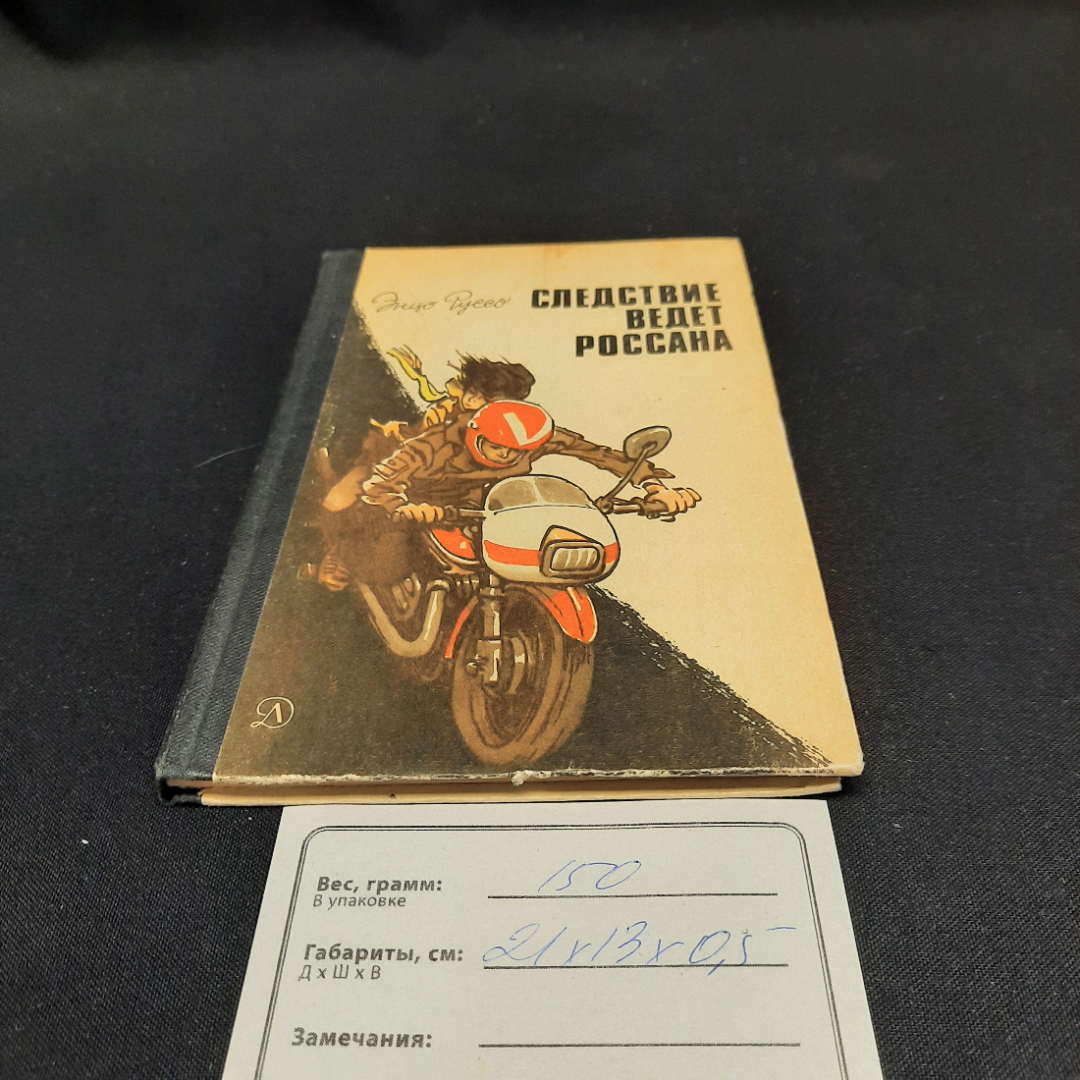 Энцо Руссо
СЛЕДСТВИЕ
ВЕДЕТ
РОССАНА
Вес, грамм: 150
В упаковке
Габариты, см: 21х13х0,5
Д х Ш х В
Замечания: